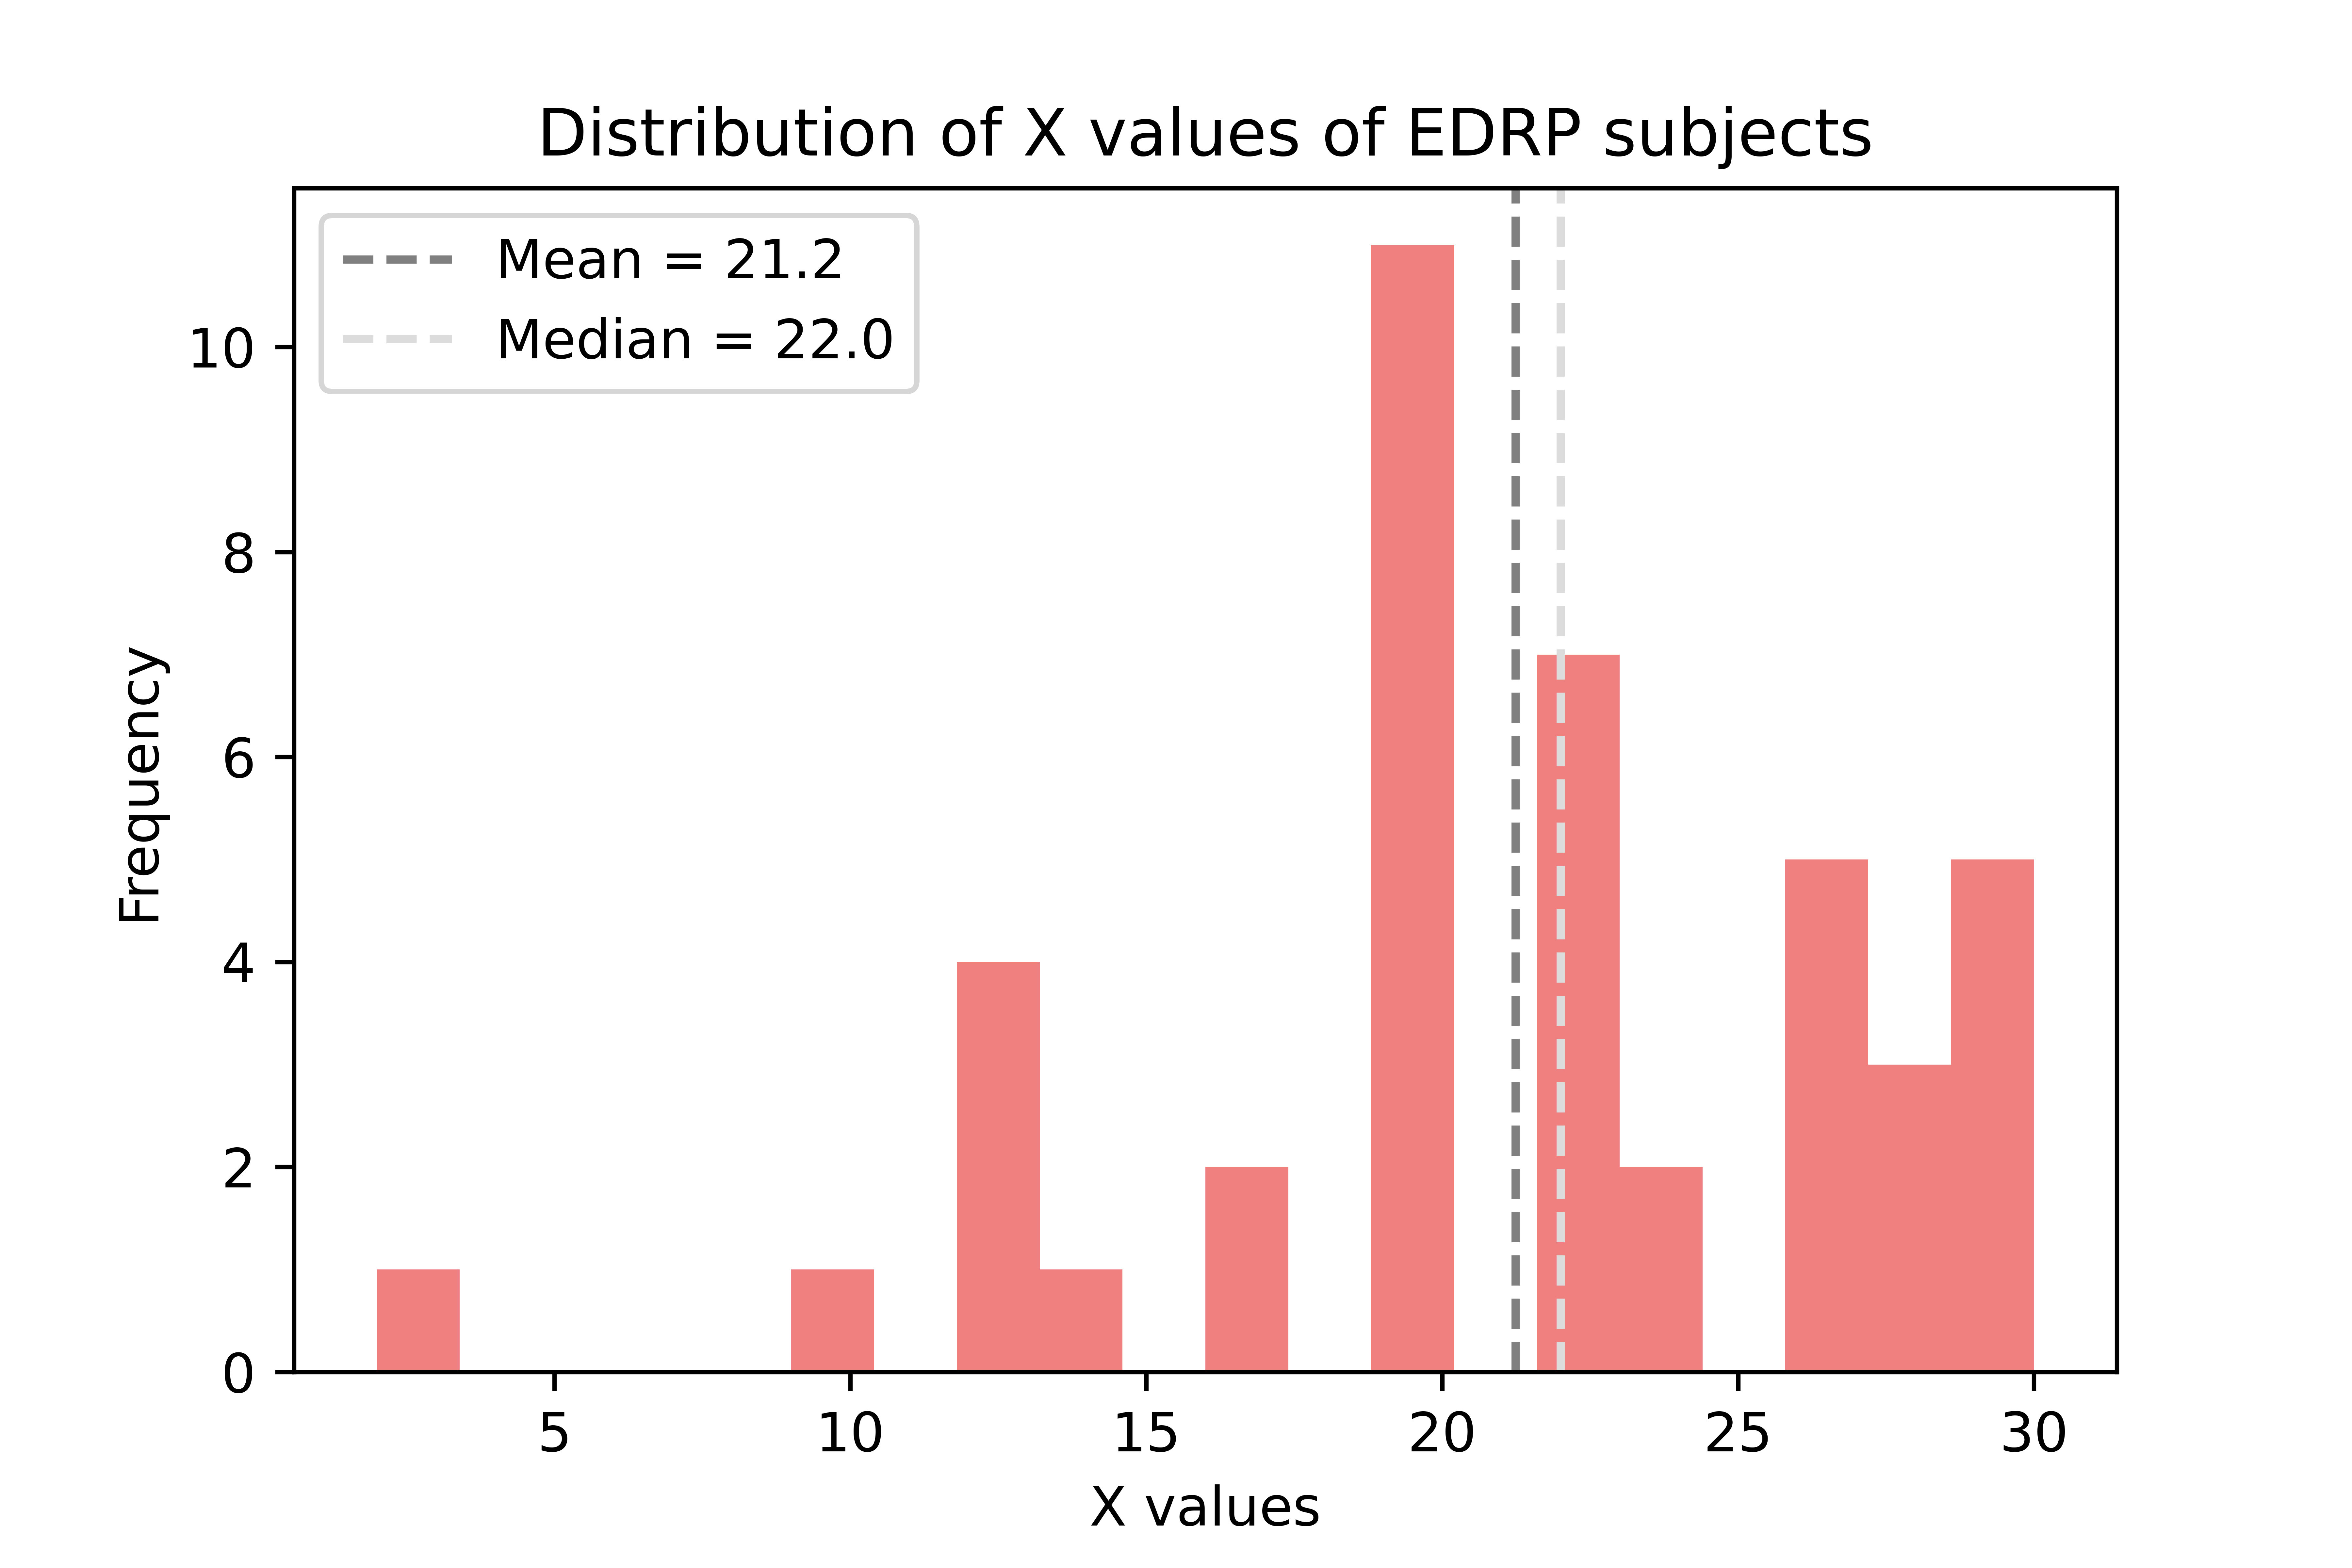 Distribution of X values of EDRP subjects
Mean = 21.2
Median = 22.0
10
8
6
4
2
0
Frequency
5 10 15 20 25 30
X values